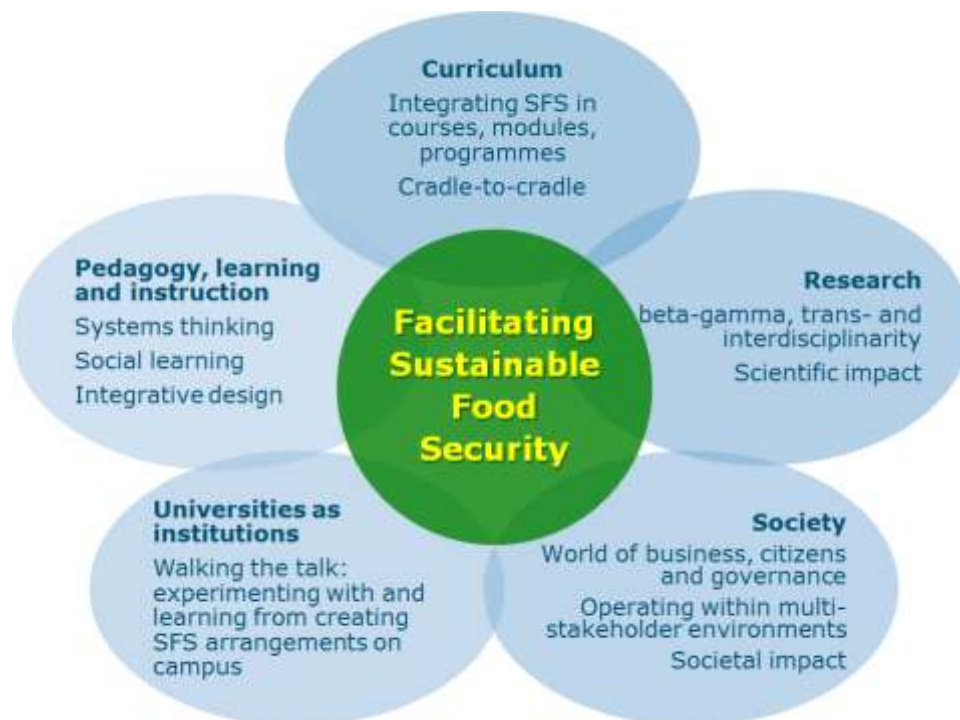 Curriculum
Integrating SFS in
courses, modules,
programmes
Cradle-to-cradle
Pedagogy, learning
and instruction
Systems thinking
Social learning
Integrative design
Facilitating
Sustainable
Food
Security
Research
beta-gamma, trans- and
interdisciplinarity
Scientific impact
Universities as
institutions
Walking the talk:
experimenting with and
learning from creating
SFS arrangements on
campus
Society
World of business, citizens
and governance
Operating within multi-
stakeholder environments
Societal impact